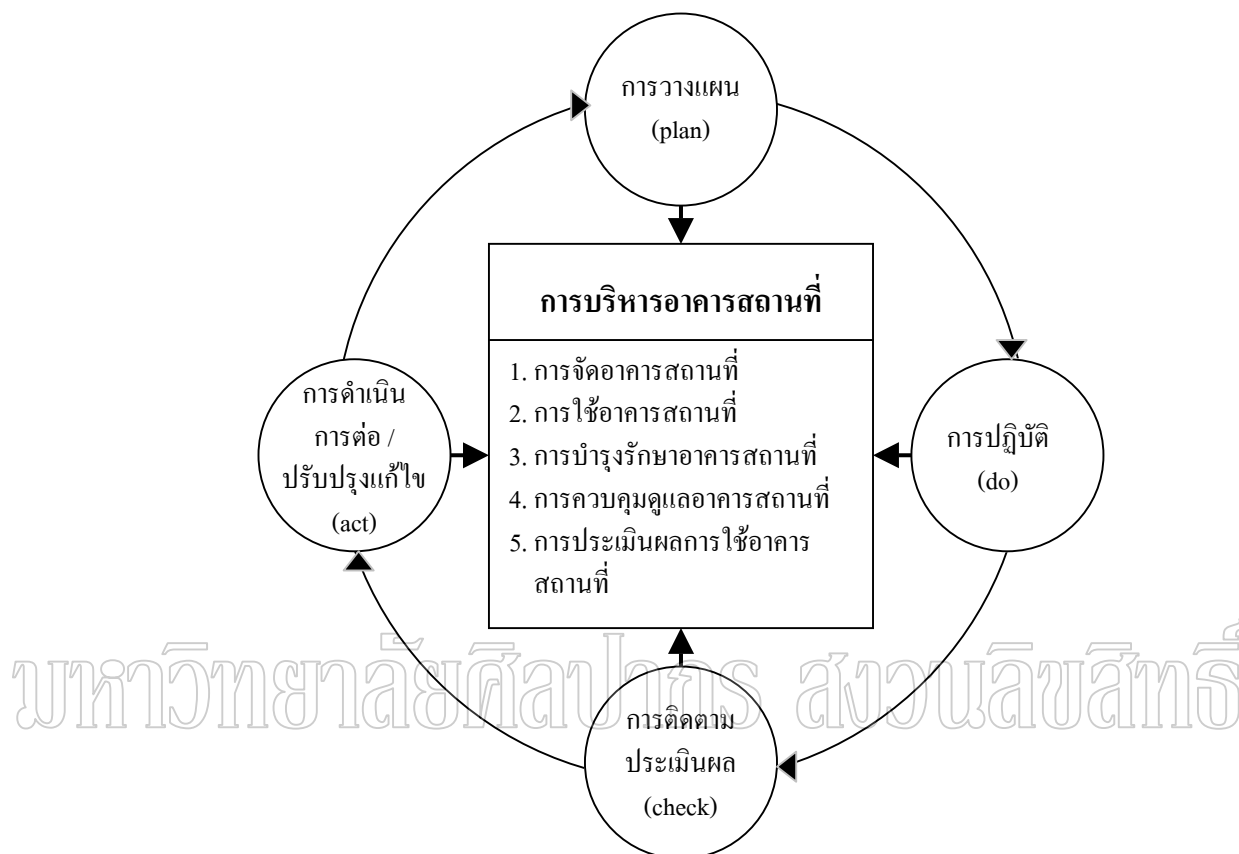 การวางแผน
(plan)
การบริหารอาคารสถานที่
1. การจัดอาคารสถานที่
2. การใช้อาคารสถานที่
3. การบำรุงรักษาอาคารสถานที่
4. การควบคุมดูแลอาคารสถานที่
5. การประเมินผลการใช้อาคาร
สถานที่
การดำเนิน
การต่อ /
ปรับปรุงแก้ไข
(act)
การปฏิบัติ
(do)
การติดตาม
ประเมินผล
(check)
มหาวิทยาลัยศิลปากร สงวนลิขสิทธิ์